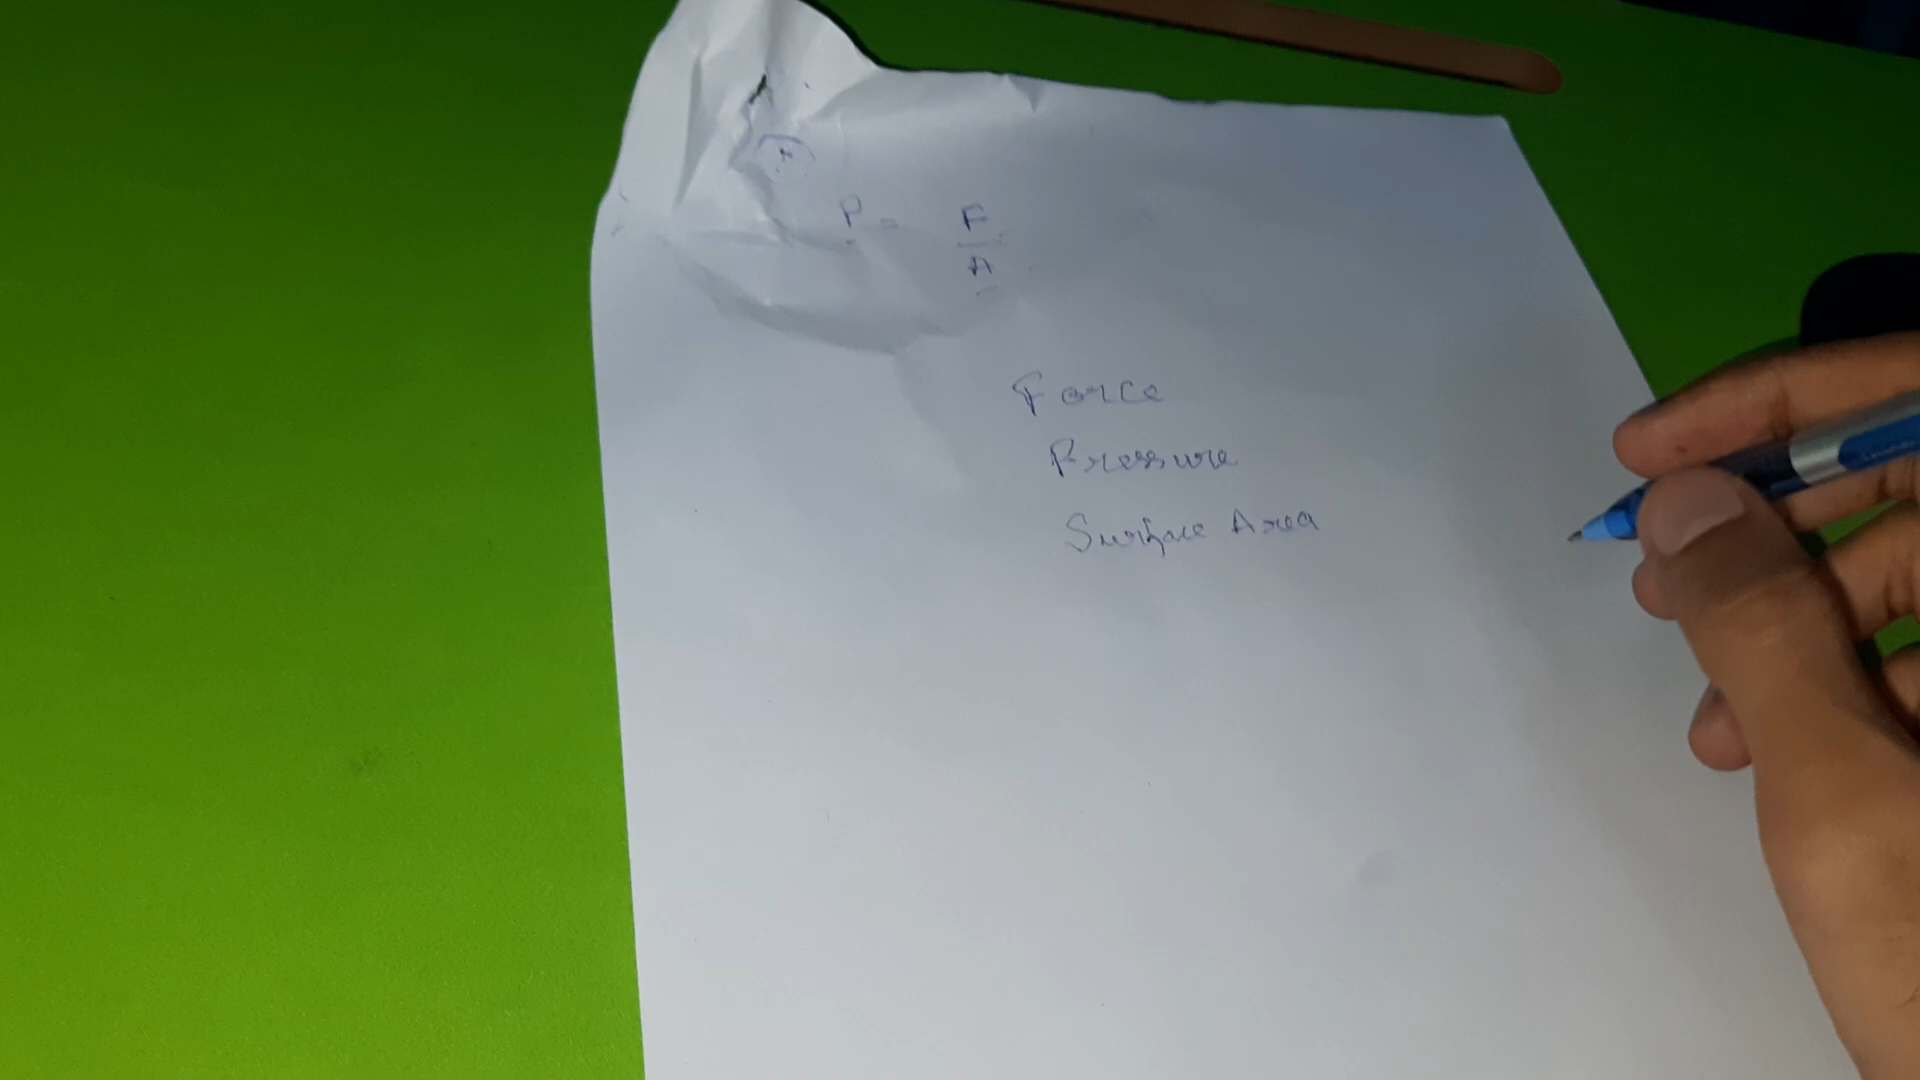 P = F
A
Force
Pressure
Surface Area